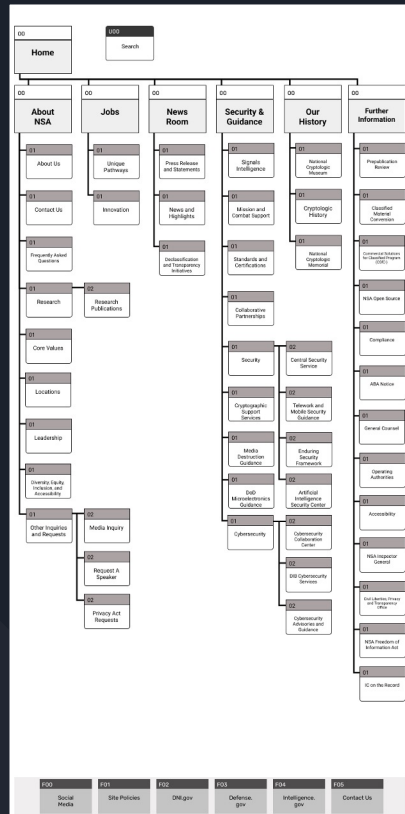 00
Home
U00
Search
00
About
NSA
00
Jobs
00
News
Room
00
Security &
Guidance
00
Our
History
00
Further
Information
01
About Us
01
Contact Us
01
Frequently Asked
Questions
01
Research
02
Research
Publications
01
Core Values
01
Locations
01
Leadership
01
Diversity, Equity,
Inclusion, and
Accessibility
01
Other Inquiries
and Requests
02
Media Inquiry
02
Request A
Speaker
02
Privacy Act
Requests
01
Unique
Pathways
01
Innovation
01
Press Release
and Statements
01
News and
Highlights
01
Declassification
and Transparency
Initiatives
01
Signals
Intelligence
01
Mission and
Combat Support
01
Standards and
Certifications
01
Collaborative
Partnerships
01
Security
02
Central Security
Service
02
Telework and
Mobile Security
Guidance
02
Enduring
Security
Framework
02
Artificial
Intelligence
Security Center
01
Cryptographic
Support
Services
01
Media
Destruction
Guidance
01
DoD
Microelectronics
Guidance
01
Cybersecurity
02
Cybersecurity
Collaboration
Center
02
DIB Cybersecurity
Services
02
Cybersecurity
Advisories and
Guidance
01
National
Cryptologic
Museum
01
Cryptologic
History
01
National
Cryptologic
Memorial
01
Prepublication
Review
01
Classified
Material
Conversion
01
Commercial Solutions
for Classified Program
(CSfC)
01
NSA Open Source
01
Compliance
01
ABA Notice
01
General Counsel
01
Operating
Authorities
01
Accessibility
01
NSA Inspector
General
01
Civil Liberties, Privacy
and Transparency
Office
01
NSA Freedom of
Information Act
01
IC on the Record
F00
Social
Media
F01
Site Policies
F02
DNI.gov
F03
Defense.
gov
F04
Intelligence.
gov
F05
Contact Us